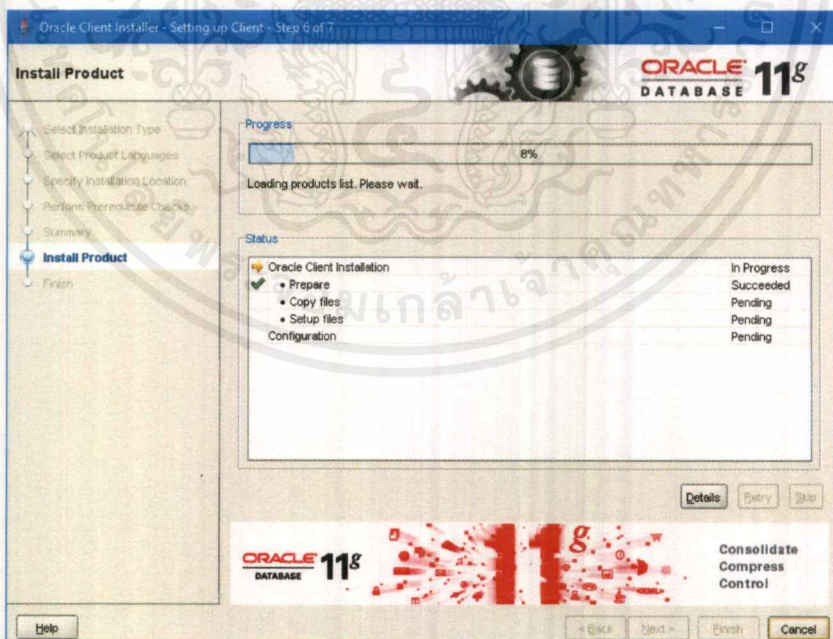 Oracle Client Installer - Setting up Client - Step 6 of 7
Install Product
ORACLE DATABASE 11g
Select Installation Type
Select Product Languages
Specify Installation Location
Perform Prerequisite Checks
Summary
Install Product
Finish
Progress
8%
Loading products list. Please wait.
Status
Oracle Client Installation In Progress
• Prepare Succeeded
• Copy files Pending
• Setup files Pending
Configuration Pending
Details Retry Skip
ORACLE DATABASE 11g
11g
Consolidate
Compress
Control
Help < Back Next > Finish Cancel